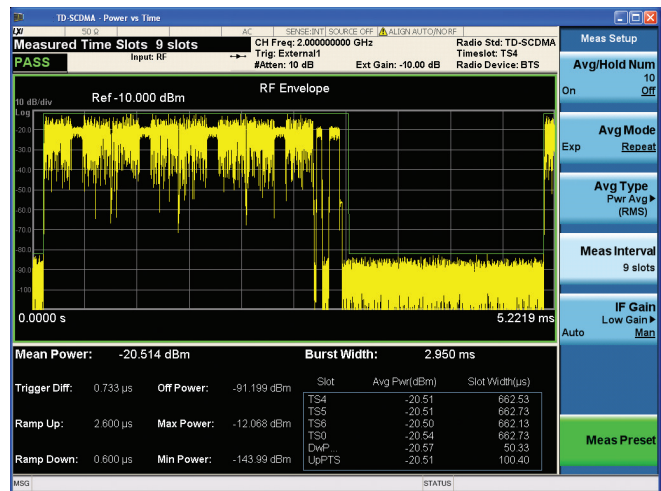 TD-SCDMA - Power vs Time
LXI 50 Ω AC SENSE:INT SOURCE OFF ALIGN AUTO/NO RF
Measured Time Slots 9 slots
CH Freq: 2.000000000 GHz Radio Std: TD-SCDMA
Trig: External1 Timeslot: TS4
#Atten: 10 dB Ext Gain: -10.00 dB Radio Device: BTS
PASS Input: RF
10 dB/div Ref -10.000 dBm RF Envelope
Log
-20.0
-30.0
-40.0
-50.0
-60.0
-70.0
-80.0
-90.0
-100
0.0000 s 5.2219 ms
Mean Power: -20.514 dBm Burst Width: 2.950 ms
Trigger Diff: 0.733 µs Off Power: -91.199 dBm
Ramp Up: 2.600 µs Max Power: -12.068 dBm
Ramp Down: 0.600 µs Min Power: -143.99 dBm
Slot Avg Pwr(dBm) Slot Width(µs)
TS4 -20.51 662.53
TS5 -20.51 662.73
TS6 -20.50 662.13
TS0 -20.54 662.73
DwP... -20.57 50.33
UpPTS -20.51 100.40
MSG STATUS
Meas Setup
Avg/Hold Num
10
On Off
Avg Mode
Exp Repeat
Avg Type
Pwr Avg
(RMS)
Meas Interval
9 slots
IF Gain
Low Gain
Auto Man
Meas Preset